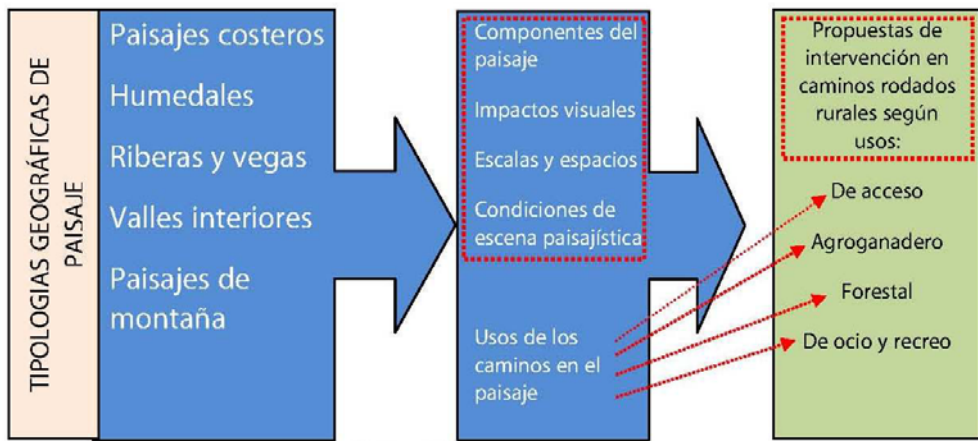 TIPOLOGIAS GEOGRÁFICAS DE
PAISAJE
Paisajes costeros
Humedales
Riberas y vegas
Valles interiores
Paisajes de
montaña
Componentes del
paisaje
Impactos visuales
Escalas y espacios
Condiciones de
escena paisajística
Usos de los
caminos en el
paisaje
Propuestas de
intervención en
caminos rodados
rurales según
usos:
De acceso
Agroganadero
Forestal
De ocio y recreo